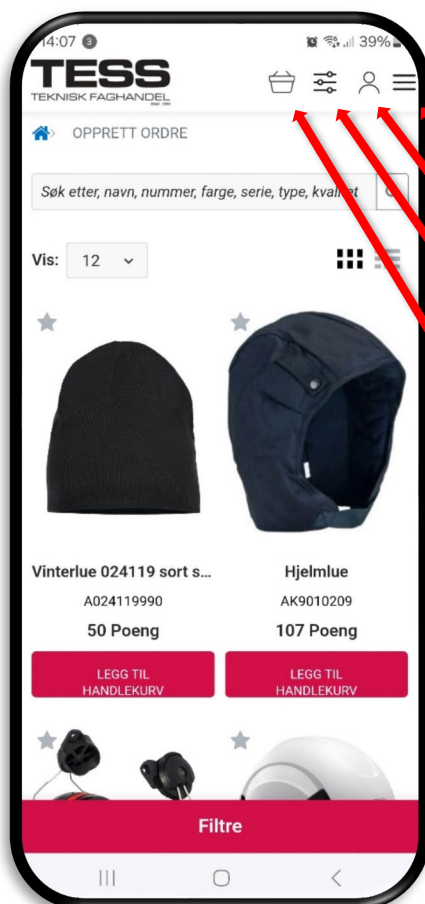 14:07 3 39%
TESS
TEKNISK FAGHANDEL
OPPRETT ORDRE
Søk etter, navn, nummer, farge, serie, type, kvalitet
Vis: 12
Vinterlue 024119 sort s...
Hjelmlue
A024119990
AK9010209
50 Poeng
107 Poeng
LEGG TIL
HANDLEKURV
LEGG TIL
HANDLEKURV
Filtre